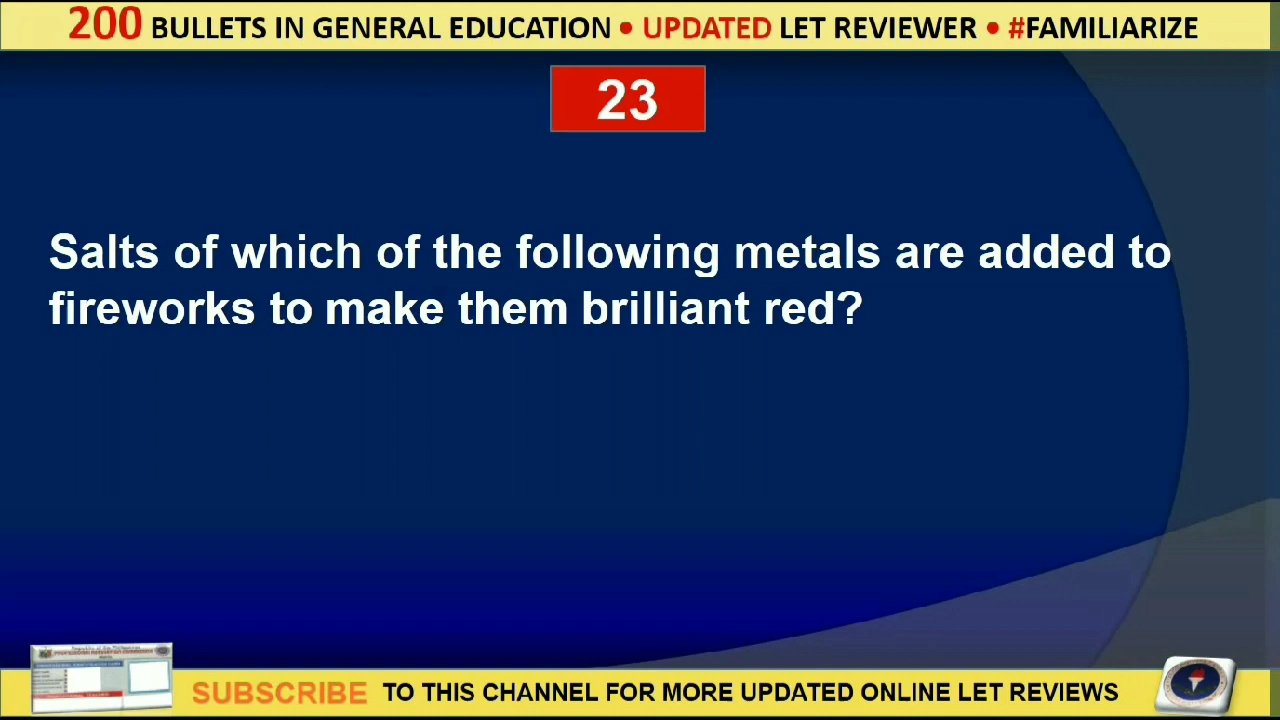 200 BULLETS IN GENERAL EDUCATION • UPDATED LET REVIEWER • #FAMILIARIZE
23
Salts of which of the following metals are added to
fireworks to make them brilliant red?
SUBSCRIBE TO THIS CHANNEL FOR MORE UPDATED ONLINE LET REVIEWS